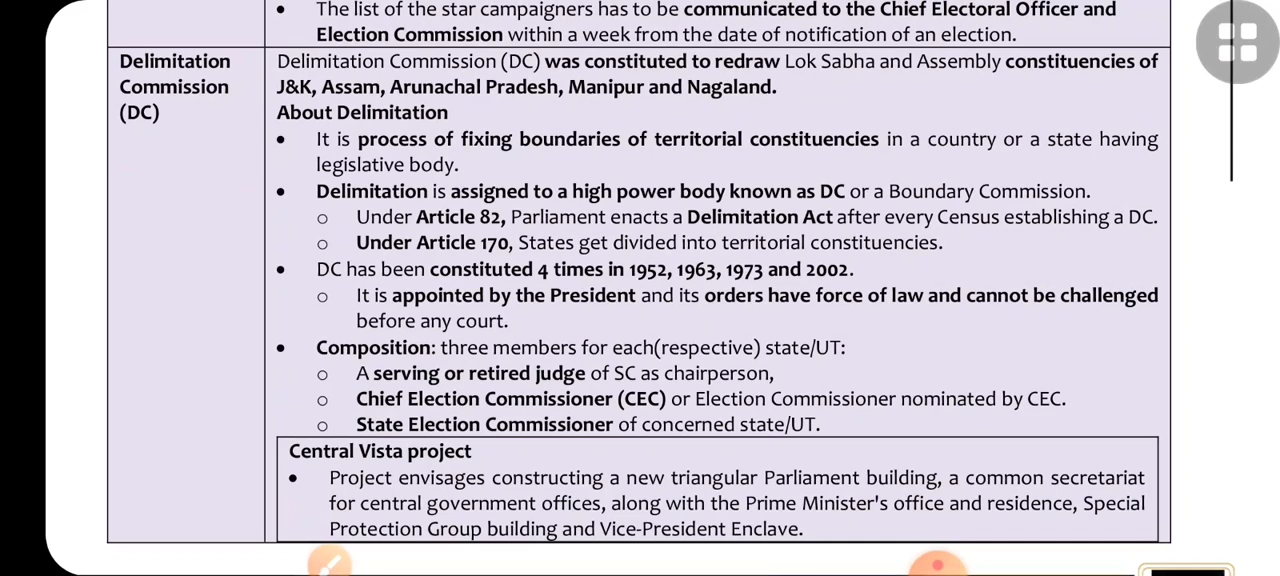 • The list of the star campaigners has to be communicated to the Chief Electoral Officer and
Election Commission within a week from the date of notification of an election.
Delimitation
Commission
(DC)
Delimitation Commission (DC) was constituted to redraw Lok Sabha and Assembly constituencies of
J&K, Assam, Arunachal Pradesh, Manipur and Nagaland.
About Delimitation
• It is process of fixing boundaries of territorial constituencies in a country or a state having
legislative body.
• Delimitation is assigned to a high power body known as DC or a Boundary Commission.
o Under Article 82, Parliament enacts a Delimitation Act after every Census establishing a DC.
o Under Article 170, States get divided into territorial constituencies.
• DC has been constituted 4 times in 1952, 1963, 1973 and 2002.
o It is appointed by the President and its orders have force of law and cannot be challenged
before any court.
• Composition: three members for each(respective) state/UT:
o A serving or retired judge of SC as chairperson,
o Chief Election Commissioner (CEC) or Election Commissioner nominated by CEC.
o State Election Commissioner of concerned state/UT.
Central Vista project
• Project envisages constructing a new triangular Parliament building, a common secretariat
for central government offices, along with the Prime Minister's office and residence, Special
Protection Group building and Vice-President Enclave.